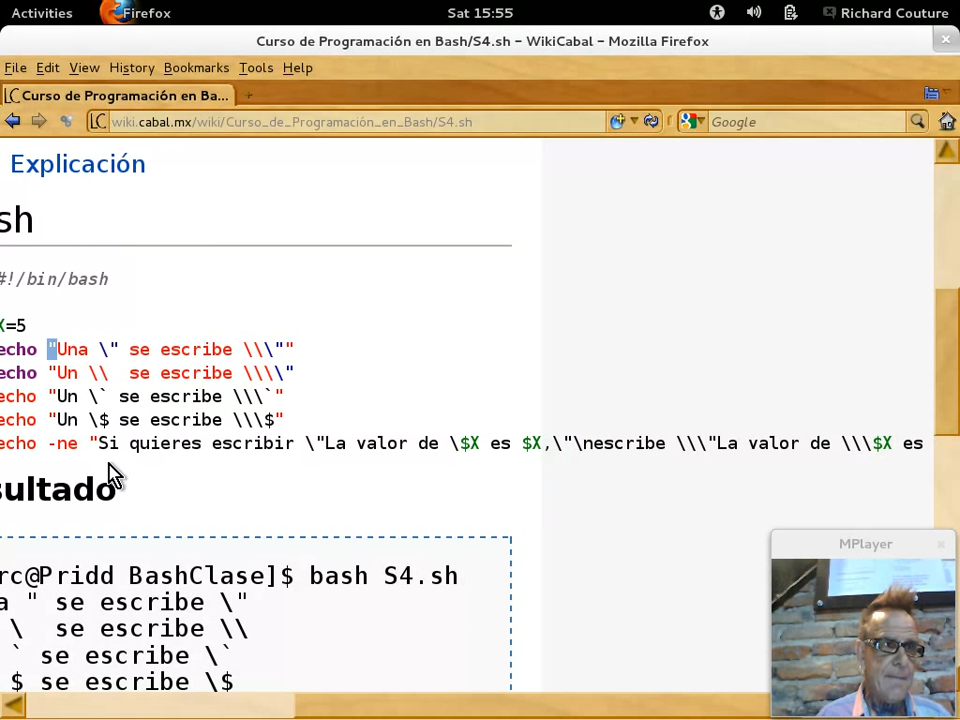 Activities Firefox Sat 15:55 Richard Couture
Curso de Programación en Bash/S4.sh – WikiCabal – Mozilla Firefox
File Edit View History Bookmarks Tools Help
Curso de Programación en Ba...
wiki.cabal.mx/wiki/Curso_de_Programación_en_Bash/S4.sh Google
Explicación
sh
#!/bin/bash
X=5
echo "Una \" se escribe \\\""
echo "Un \\  se escribe \\\\\"
echo "Un \` se escribe \\\`"
echo "Un \$ se escribe \\\$"
echo -ne "Si quieres escribir \"La valor de \$X es $X,\"\nescribe \\\"La valor de \\\$X es
sultado
rc@Pridd BashClase]$ bash S4.sh
a " se escribe \"
\  se escribe \\
` se escribe \`
$ se escribe \$
MPlayer